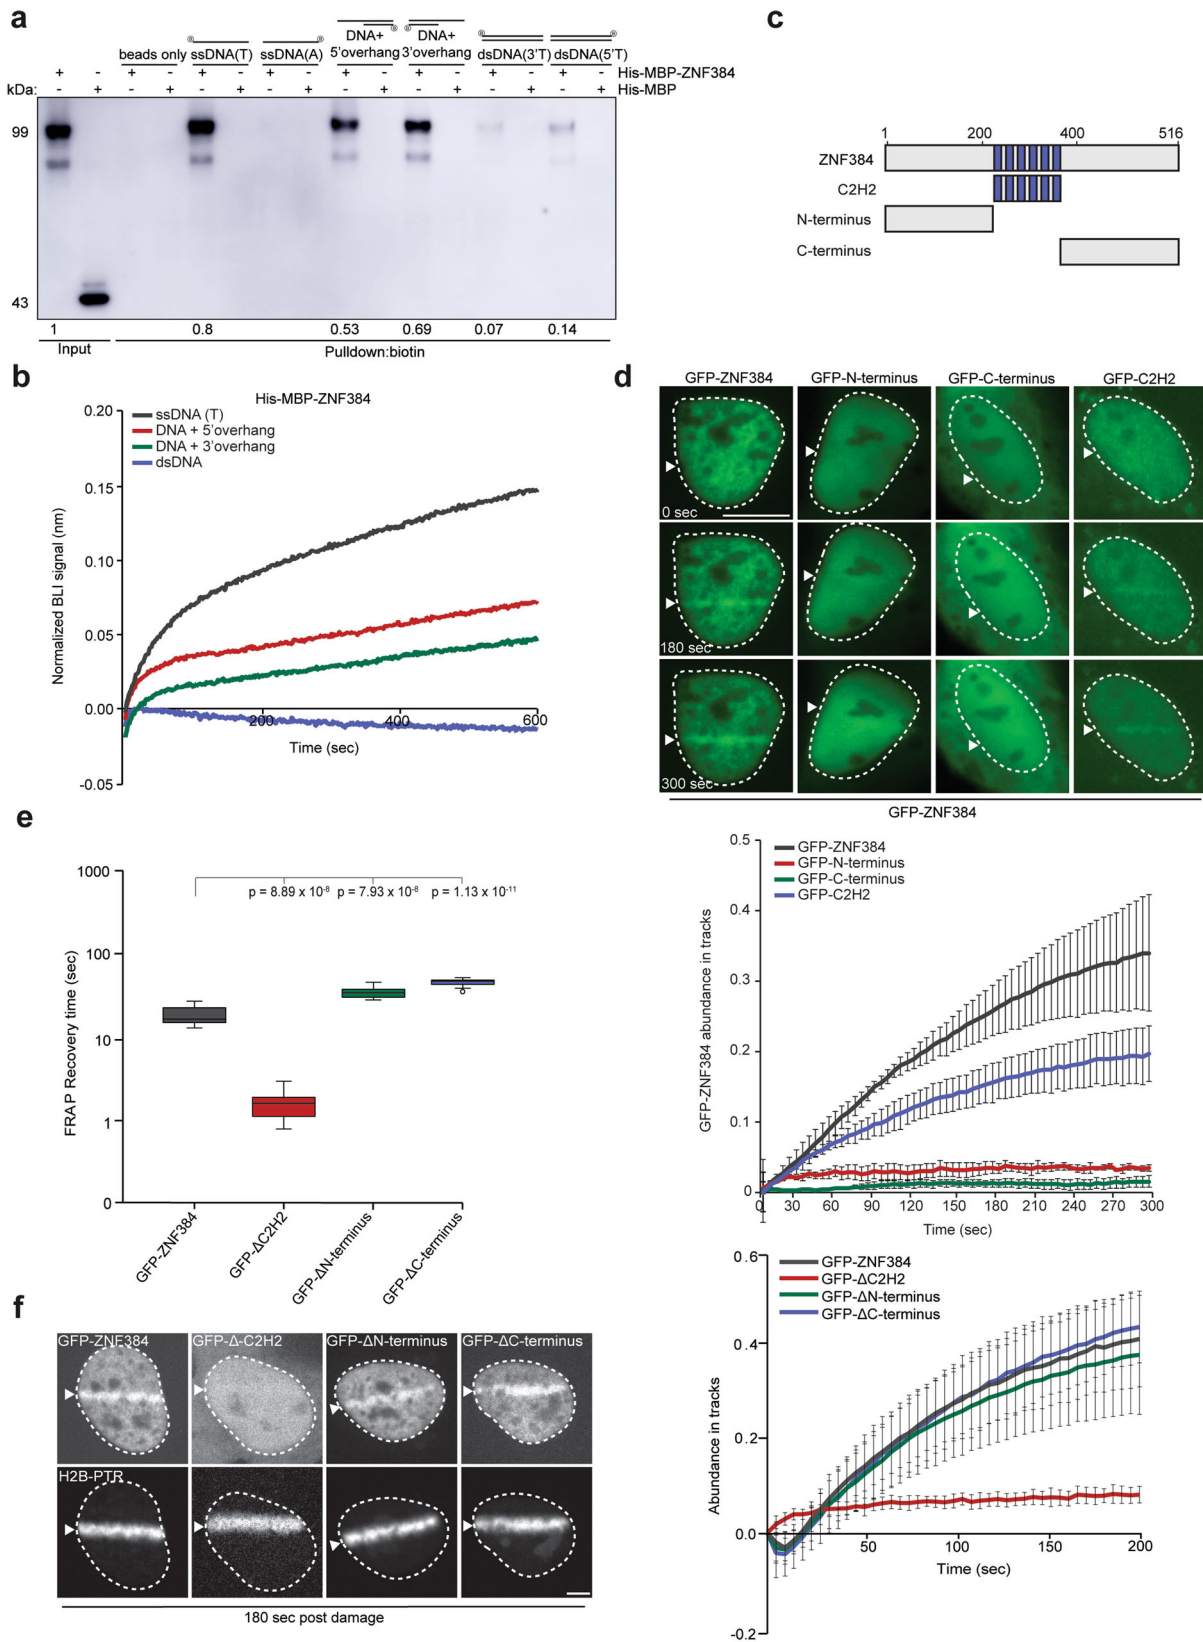 a
beads only ssDNA(T) ssDNA(A) DNA+ 5'overhang DNA+ 3'overhang dsDNA(3'T) dsDNA(5'T)
+ - - + - + - + - + - + - + - + His-MBP-ZNF384
kDa: - + + - + - + - + - + His-MBP
99
43
1 0.8 0.53 0.69 0.07 0.14
Input Pulldown:biotin
b
His-MBP-ZNF384
0.20
0.15
0.10
0.05
0.00
-0.05
Normalized BLI signal (nm)
ssDNA (T)
DNA + 5'overhang
DNA + 3'overhang
dsDNA
200 400 600
Time (sec)
c
1 200 400 516
ZNF384
C2H2
N-terminus
C-terminus
d
GFP-ZNF384 GFP-N-terminus GFP-C-terminus GFP-C2H2
0 sec
180 sec
300 sec
GFP-ZNF384
0.5
0.4
0.3
0.2
0.1
0
GFP-ZNF384 abundance in tracks
GFP-ZNF384
GFP-N-terminus
GFP-C-terminus
GFP-C2H2
0 30 60 90 120 150 180 210 240 270 300
Time (sec)
e
1000
100
10
1
0
FRAP Recovery time (sec)
p = 8.89 x 10-8 p = 7.93 x 10-8 p = 1.13 x 10-11
GFP-ZNF384 GFP-ΔC2H2 GFP-ΔN-terminus GFP-ΔC-terminus
f
GFP-ZNF384 GFP-Δ-C2H2 GFP-ΔN-terminus GFP-ΔC-terminus
H2B-PTR
180 sec post damage
0.6
0.4
0.2
0.0
-0.2
Abundance in tracks
GFP-ZNF384
GFP-ΔC2H2
GFP-ΔN-terminus
GFP-ΔC-terminus
50 100 150 200
Time (sec)